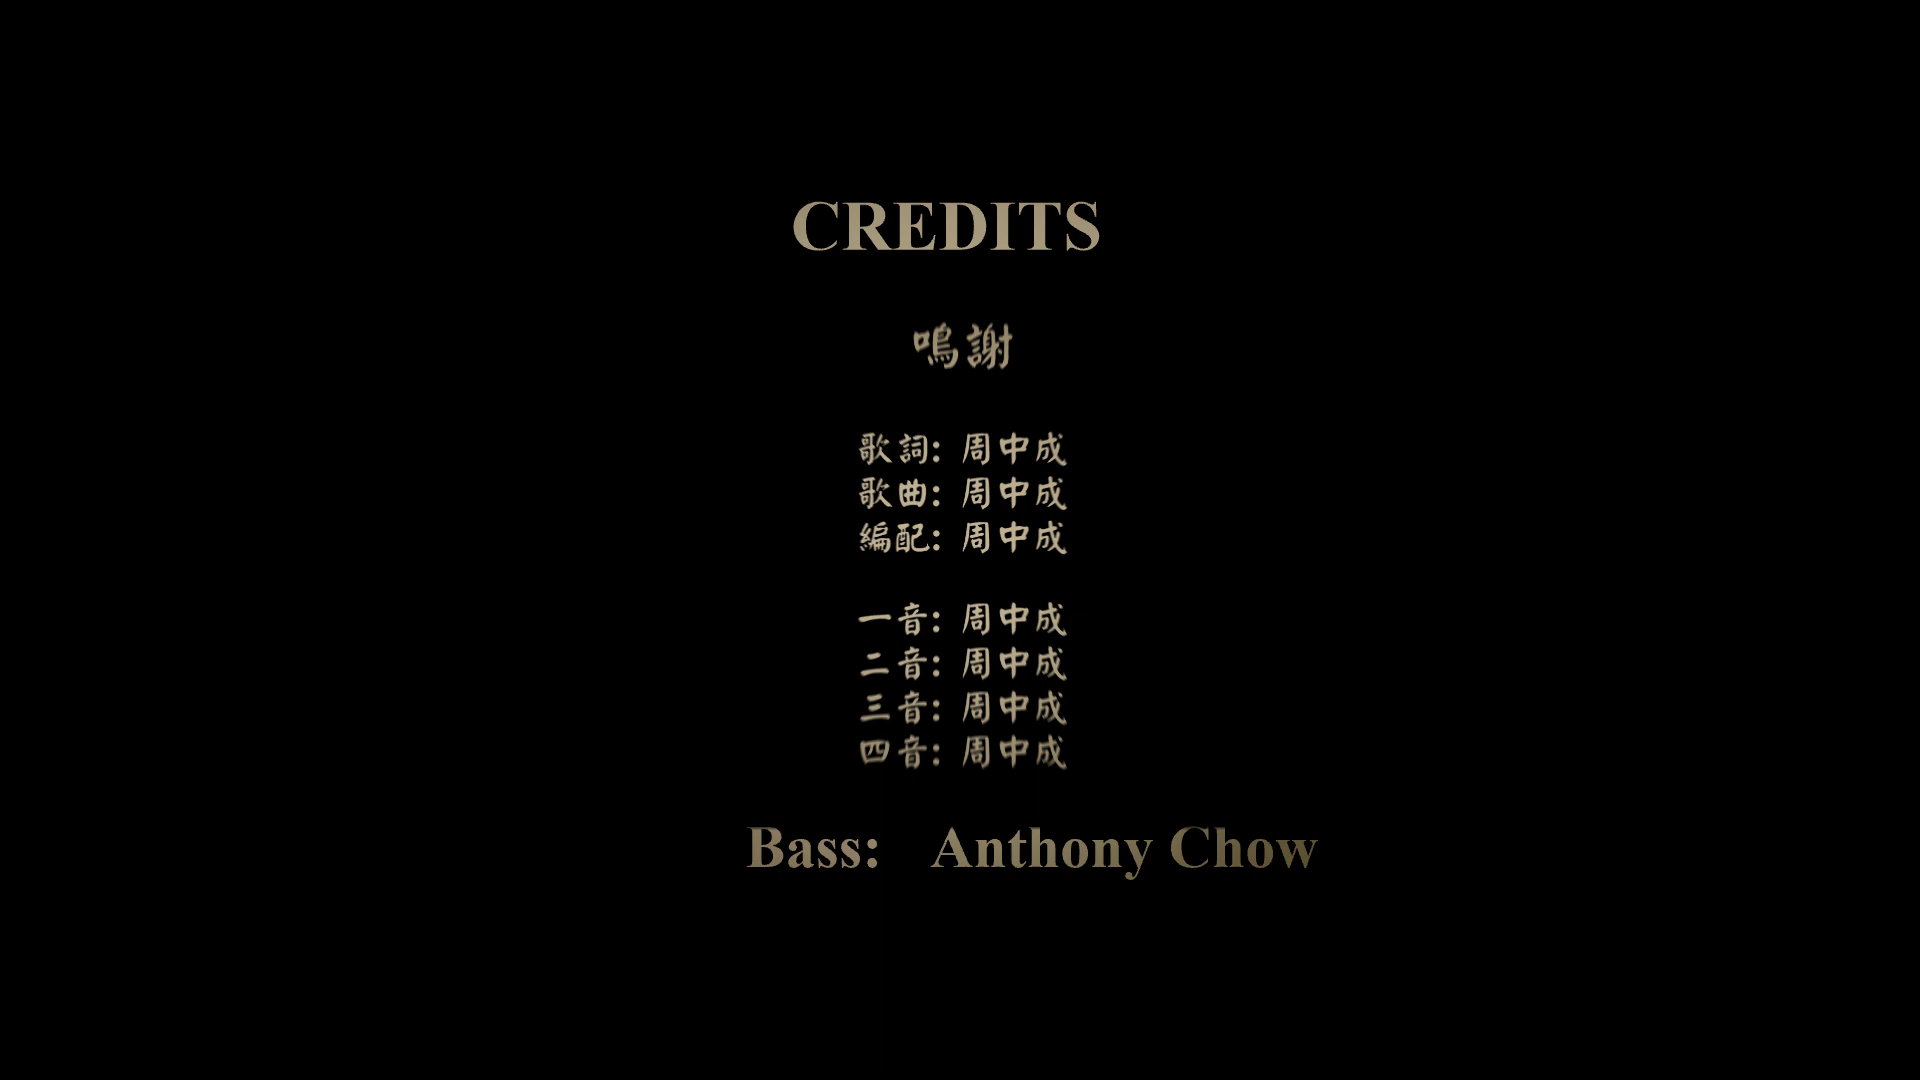 CREDITS
鳴謝
歌詞: 周中成
歌曲: 周中成
編配: 周中成
一音: 周中成
二音: 周中成
三音: 周中成
四音: 周中成
Bass: Anthony Chow